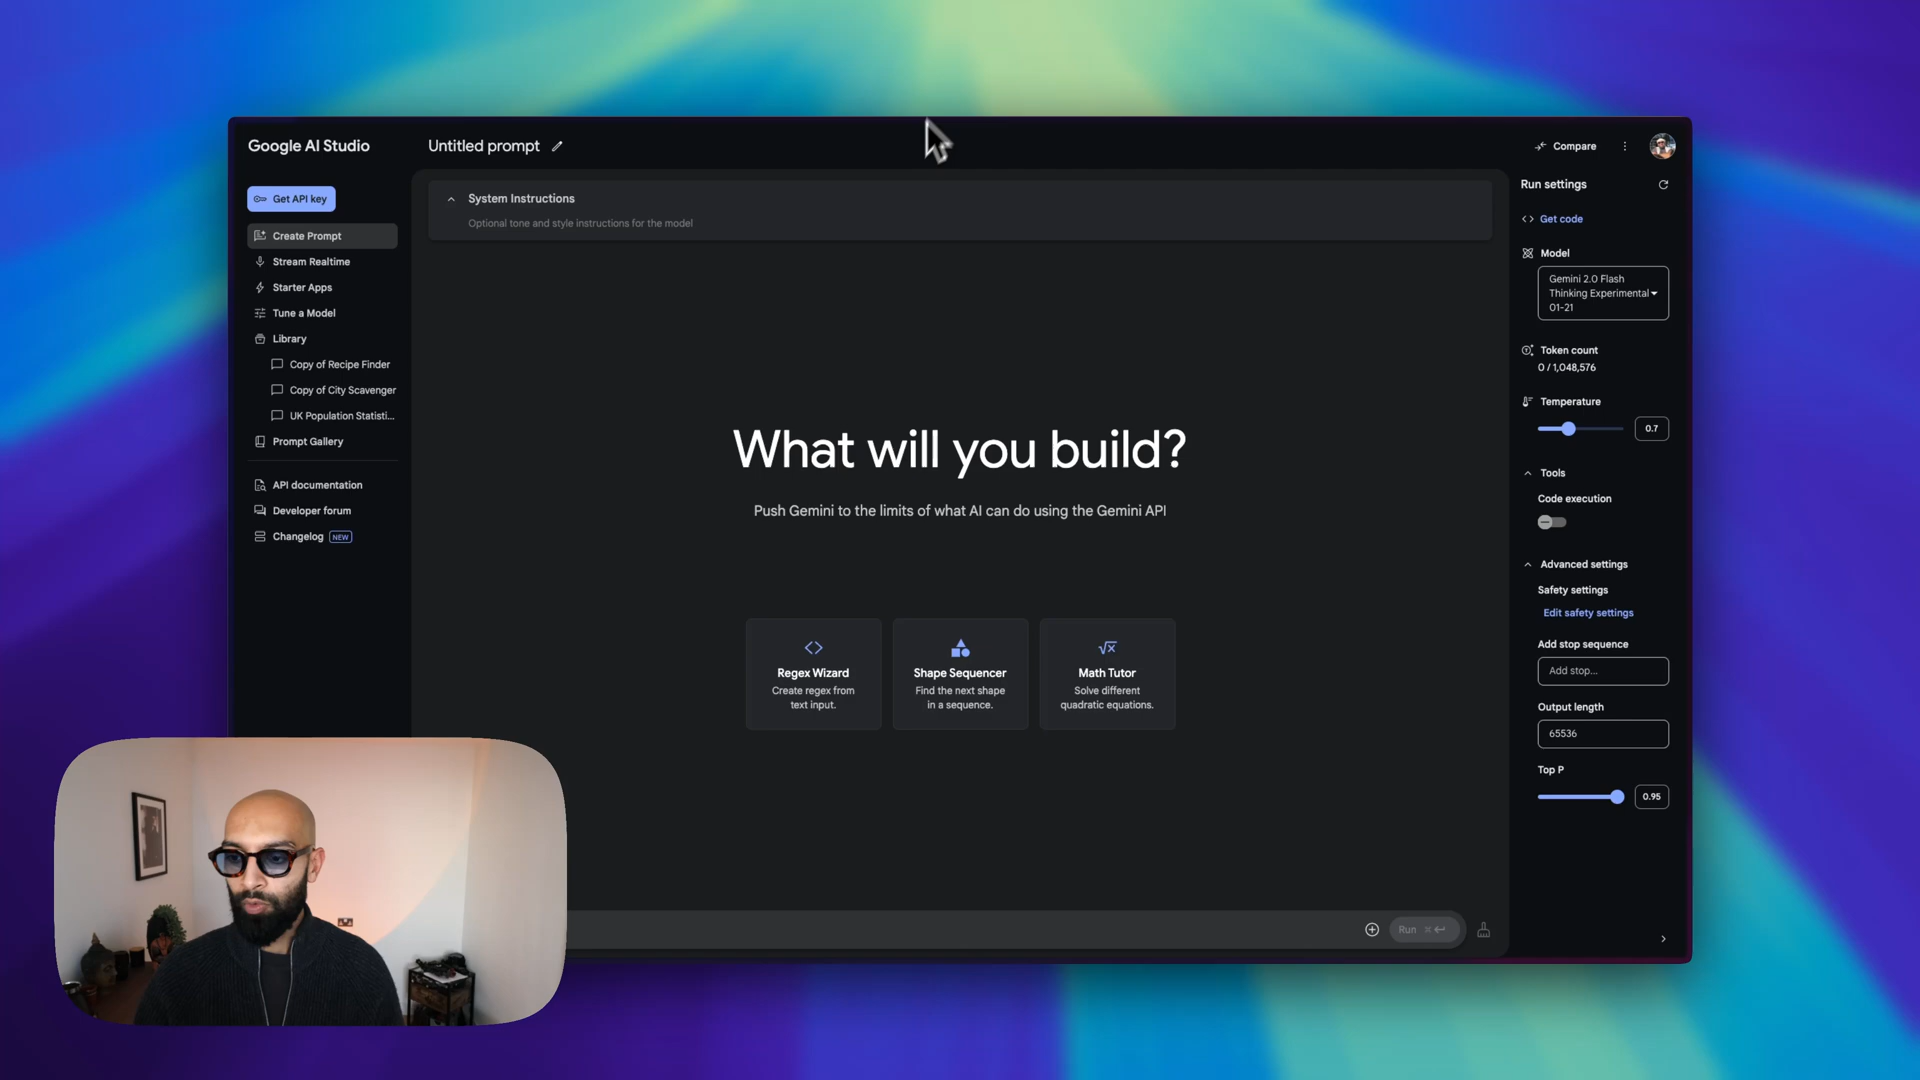 Google AI Studio
Untitled prompt
Compare
Get API key
Create Prompt
Stream Realtime
Starter Apps
Tune a Model
Library
Copy of Recipe Finder
Copy of City Scavenger
UK Population Statisti...
Prompt Gallery
API documentation
Developer forum
Changelog NEW
System Instructions
Optional tone and style instructions for the model
What will you build?
Push Gemini to the limits of what AI can do using the Gemini API
Regex Wizard
Create regex from
text input.
Shape Sequencer
Find the next shape
in a sequence.
Math Tutor
Solve different
quadratic equations.
Run ⌘↵
Run settings
Get code
Model
Gemini 2.0 Flash
Thinking Experimental
01-21
Token count
0 / 1,048,576
Temperature
0.7
Tools
Code execution
Advanced settings
Safety settings
Edit safety settings
Add stop sequence
Add stop...
Output length
65536
Top P
0.95